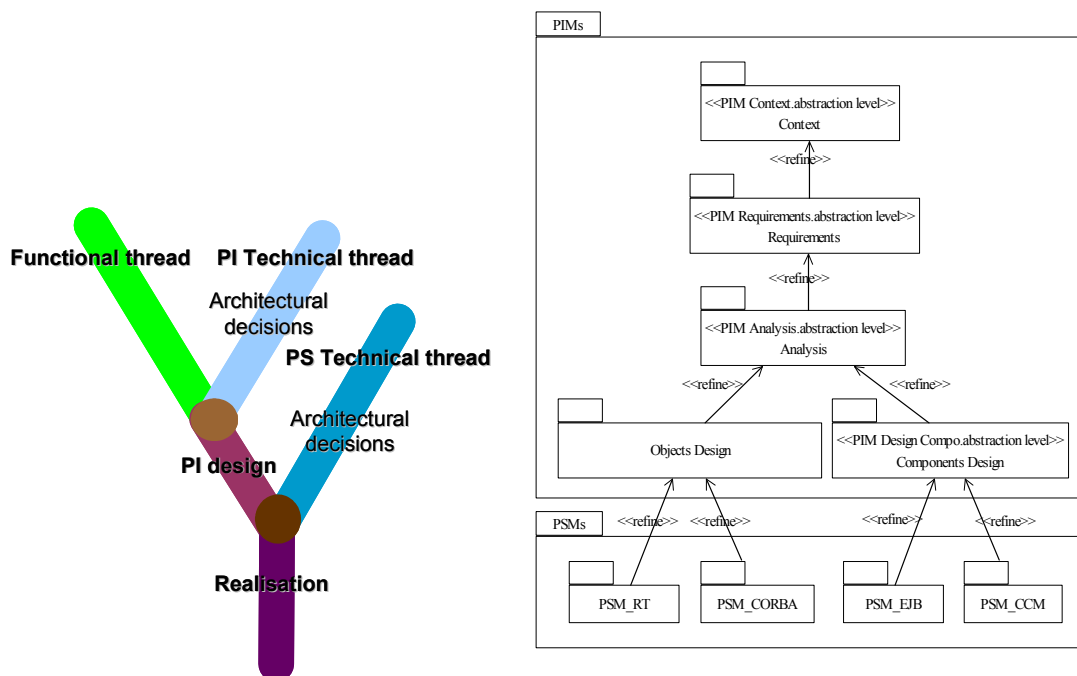 Functional thread
PI Technical thread
Architectural
decisions
PS Technical thread
Architectural
decisions
PI design
Realisation
PIMs
<<PIM Context.abstraction level>>
Context
<<refine>>
<<PIM Requirements.abstraction level>>
Requirements
<<refine>>
<<PIM Analysis.abstraction level>>
Analysis
<<refine>>
<<refine>>
Objects Design
<<PIM Design Compo.abstraction level>>
Components Design
PSMs
<<refine>>
<<refine>>
<<refine>>
<<refine>>
PSM_RT
PSM_CORBA
PSM_EJB
PSM_CCM